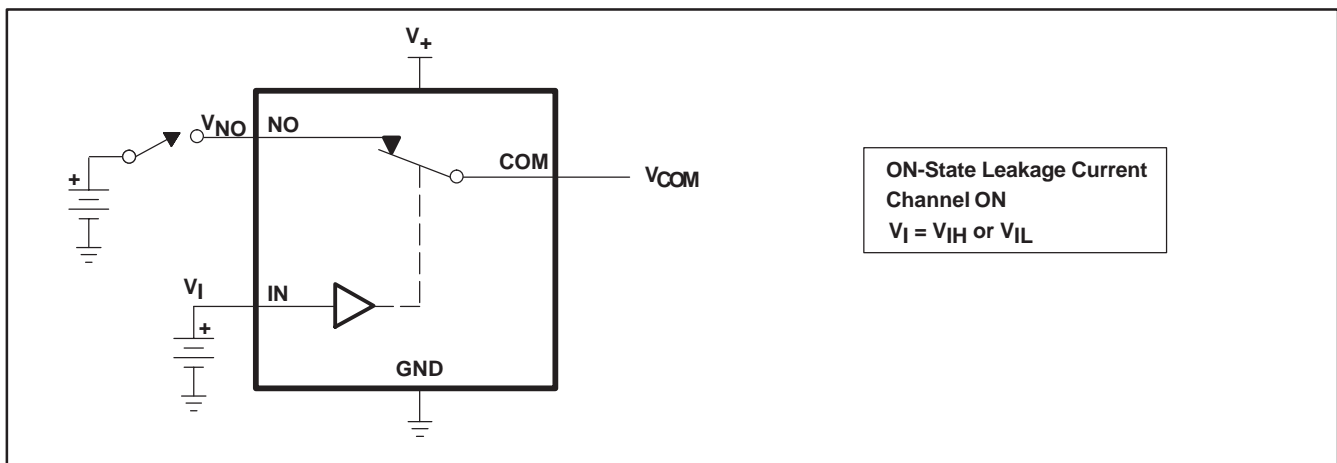 V+
VNO
NO
+
COM
VCOM
VI
IN
+
GND
ON-State Leakage Current
Channel ON
VI = VIH or VIL